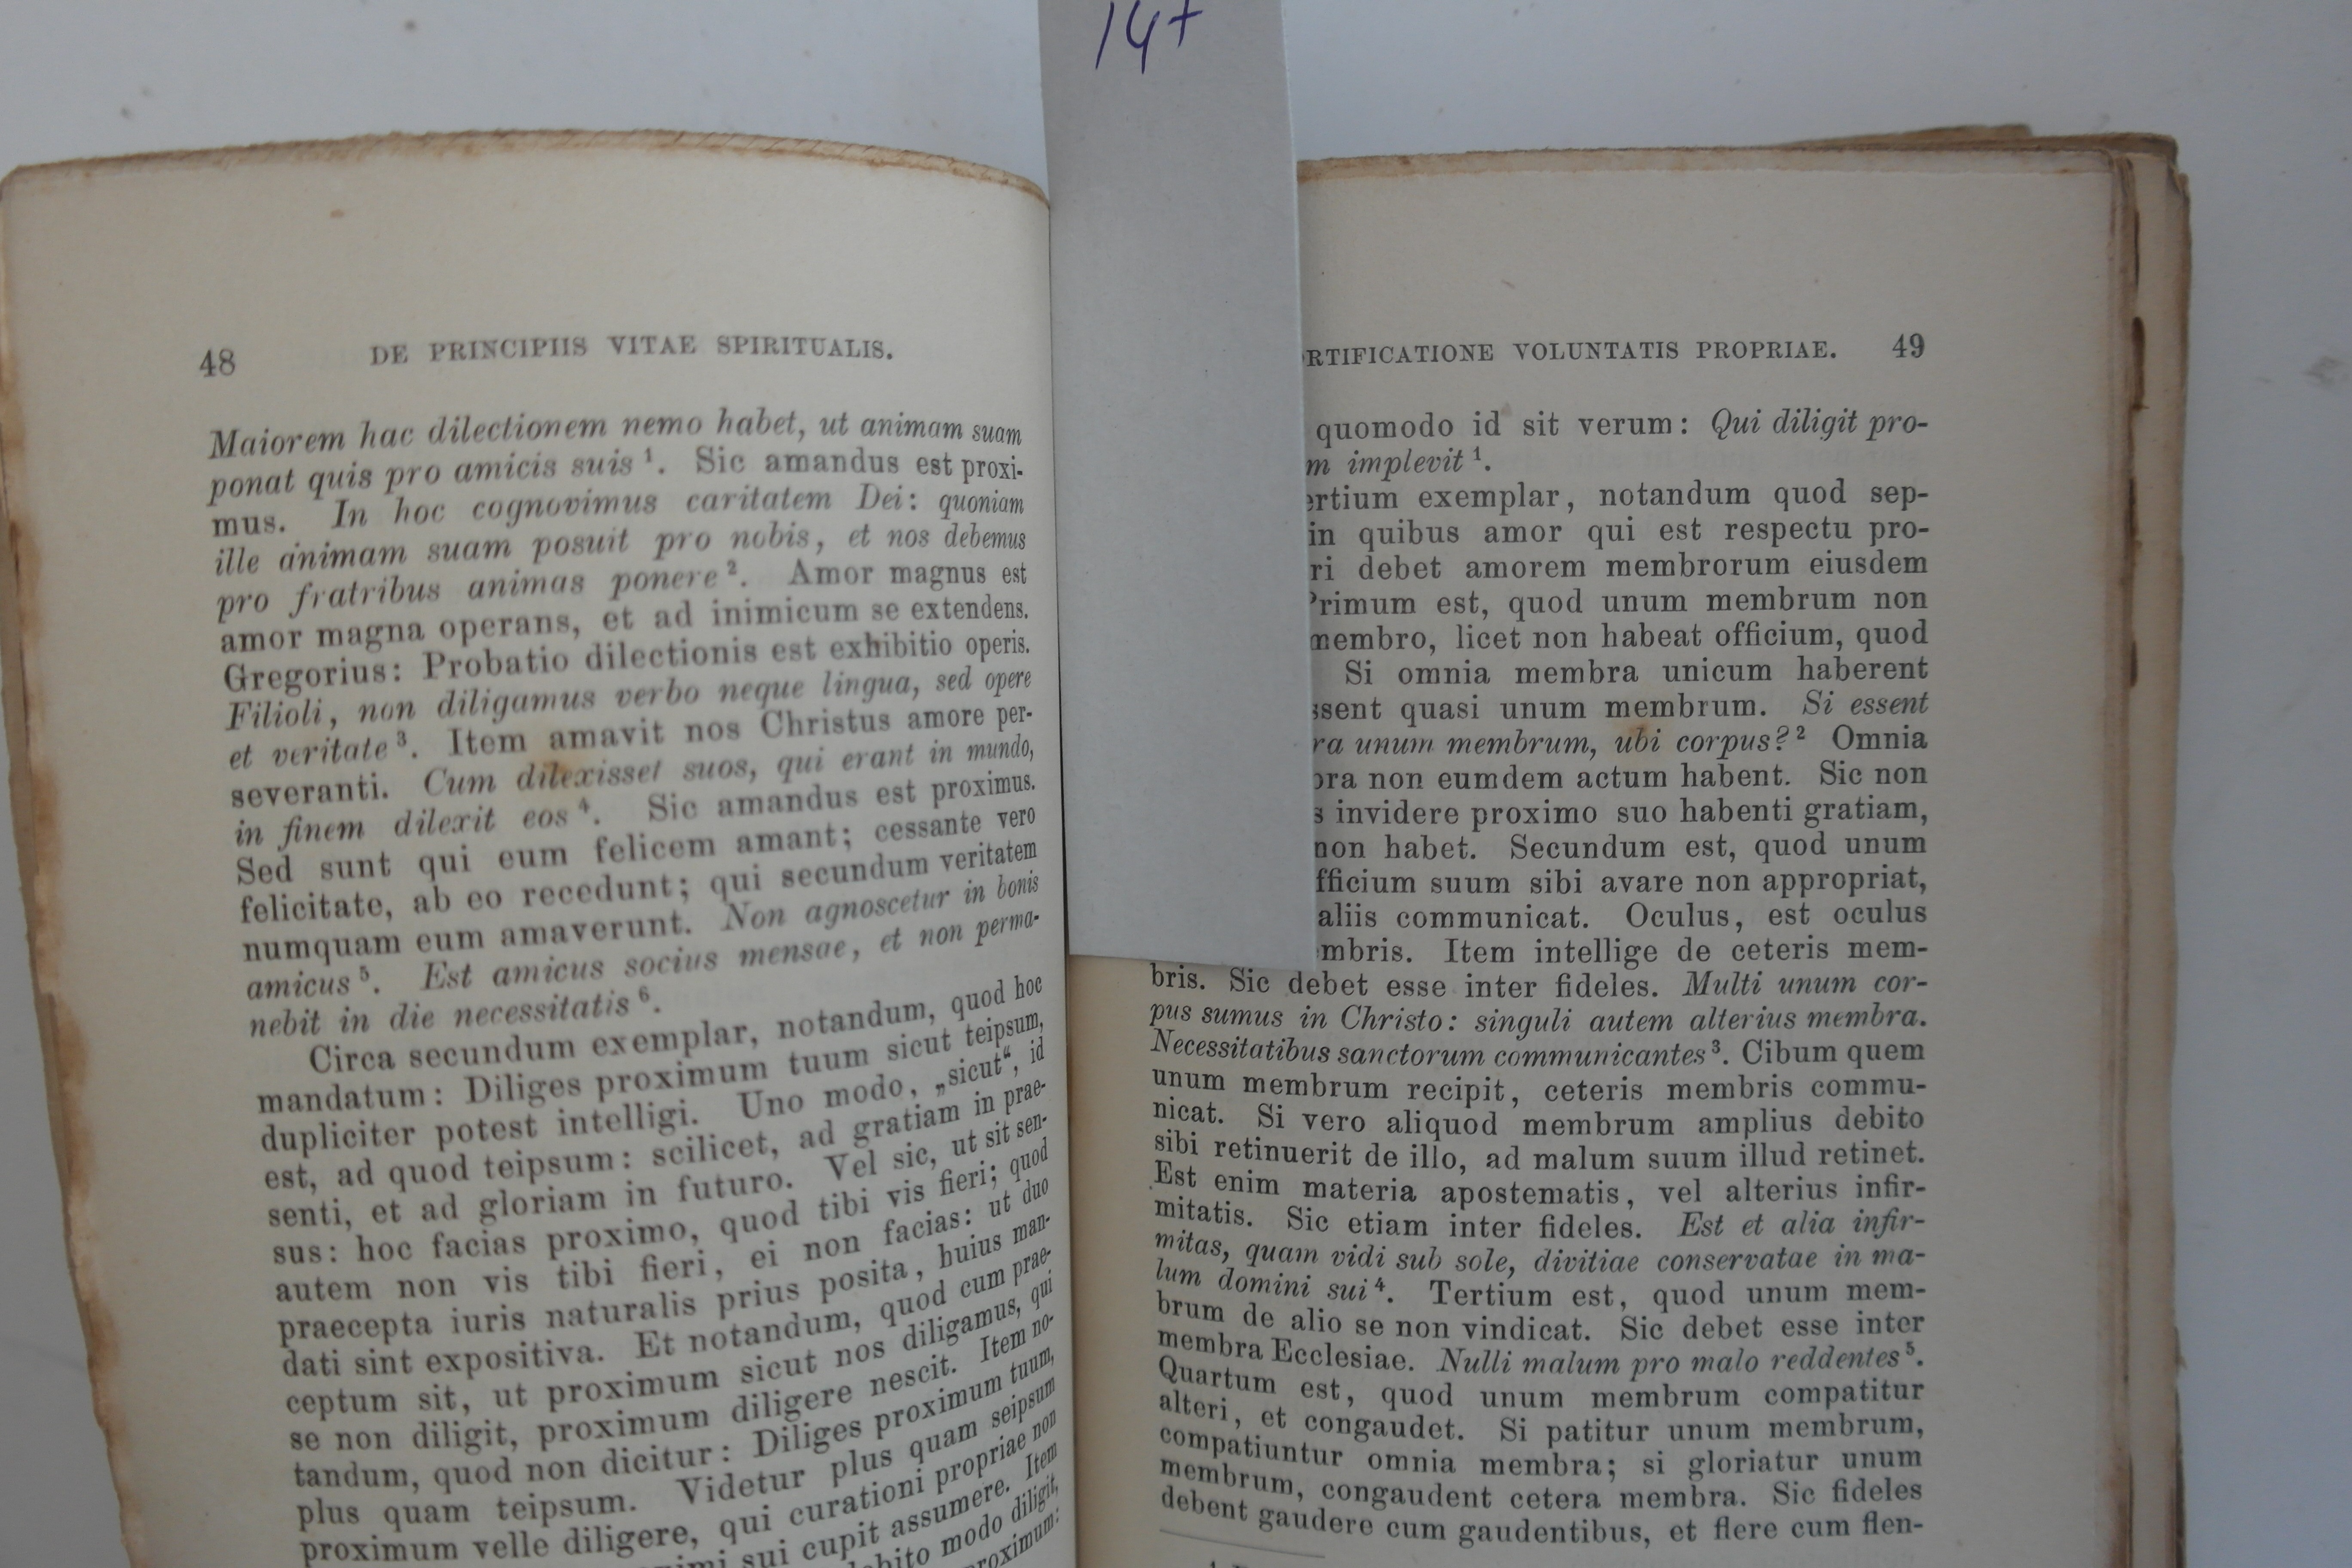 14+
48 DE PRINCIPIIS VITAE SPIRITUALIS.
Maiorem hac dilectionem nemo habet, ut animam suam
ponat quis pro amicis suis ¹. Sic amandus est proxi-
mus. In hoc cognovimus caritatem Dei: quoniam
ille animam suam posuit pro nobis, et nos debemus
pro fratribus animas ponere ². Amor magnus est
amor magna operans, et ad inimicum se extendens.
Gregorius: Probatio dilectionis est exhibitio operis.
Filioli, non diligamus verbo neque lingua, sed opere
et veritate ³. Item amavit nos Christus amore per-
severanti. Cum dilexisset suos, qui erant in mundo,
in finem dilexit eos ⁴. Sic amandus est proximus.
Sed sunt qui eum felicem amant; cessante vero
felicitate, ab eo recedunt; qui secundum veritatem
numquam eum amaverunt. Non agnoscetur in bonis
amicus ⁵. Est amicus socius mensae, et non perma-
nebit in die necessitatis ⁶.
Circa secundum exemplar, notandum, quod hoc
mandatum: Diliges proximum tuum sicut teipsum,
dupliciter potest intelligi. Uno modo, „sicut“, id
est, ad quod teipsum: scilicet, ad gratiam in prae-
senti, et ad gloriam in futuro. Vel sic, ut sit sen-
sus: hoc facias proximo, quod tibi vis fieri; quod
autem non vis tibi fieri, ei non facias: ut duo
praecepta iuris naturalis prius posita, huius man-
dati sint expositiva. Et notandum, quod cum prae-
ceptum sit, ut proximum sicut nos diligamus, qui
se non diligit, proximum diligere nescit. Item no-
tandum, quod non dicitur: Diliges proximum tuum,
plus quam teipsum. Videtur plus quam seipsum
proximum velle diligere, qui curationi propriae non
sui cupit assumere. Item
modo diligit,
proximum:
RTIFICATIONE VOLUNTATIS PROPRIAE. 49
quomodo id sit verum: Qui diligit pro-
m implevit ¹.
ertium exemplar, notandum quod sep-
in quibus amor qui est respectu pro-
ri debet amorem membrorum eiusdem
Primum est, quod unum membrum non
membro, licet non habeat officium, quod
Si omnia membra unicum haberent
ssent quasi unum membrum. Si essent
ra unum membrum, ubi corpus? ² Omnia
bra non eumdem actum habent. Sic non
s invidere proximo suo habenti gratiam,
non habet. Secundum est, quod unum
fficium suum sibi avare non appropriat,
aliis communicat. Oculus, est oculus
mbris. Item intellige de ceteris mem-
bris. Sic debet esse inter fideles. Multi unum cor-
pus sumus in Christo: singuli autem alterius membra.
Necessitatibus sanctorum communicantes ³. Cibum quem
unum membrum recipit, ceteris membris commu-
nicat. Si vero aliquod membrum amplius debito
sibi retinuerit de illo, ad malum suum illud retinet.
Est enim materia apostematis, vel alterius infir-
mitatis. Sic etiam inter fideles. Est et alia infir-
mitas, quam vidi sub sole, divitiae conservatae in ma-
lum domini sui ⁴. Tertium est, quod unum mem-
brum de alio se non vindicat. Sic debet esse inter
membra Ecclesiae. Nulli malum pro malo reddentes ⁵.
Quartum est, quod unum membrum compatitur
alteri, et congaudet. Si patitur unum membrum,
compatiuntur omnia membra; si gloriatur unum
membrum, congaudent cetera membra. Sic fideles
debent gaudere cum gaudentibus, et flere cum flen-